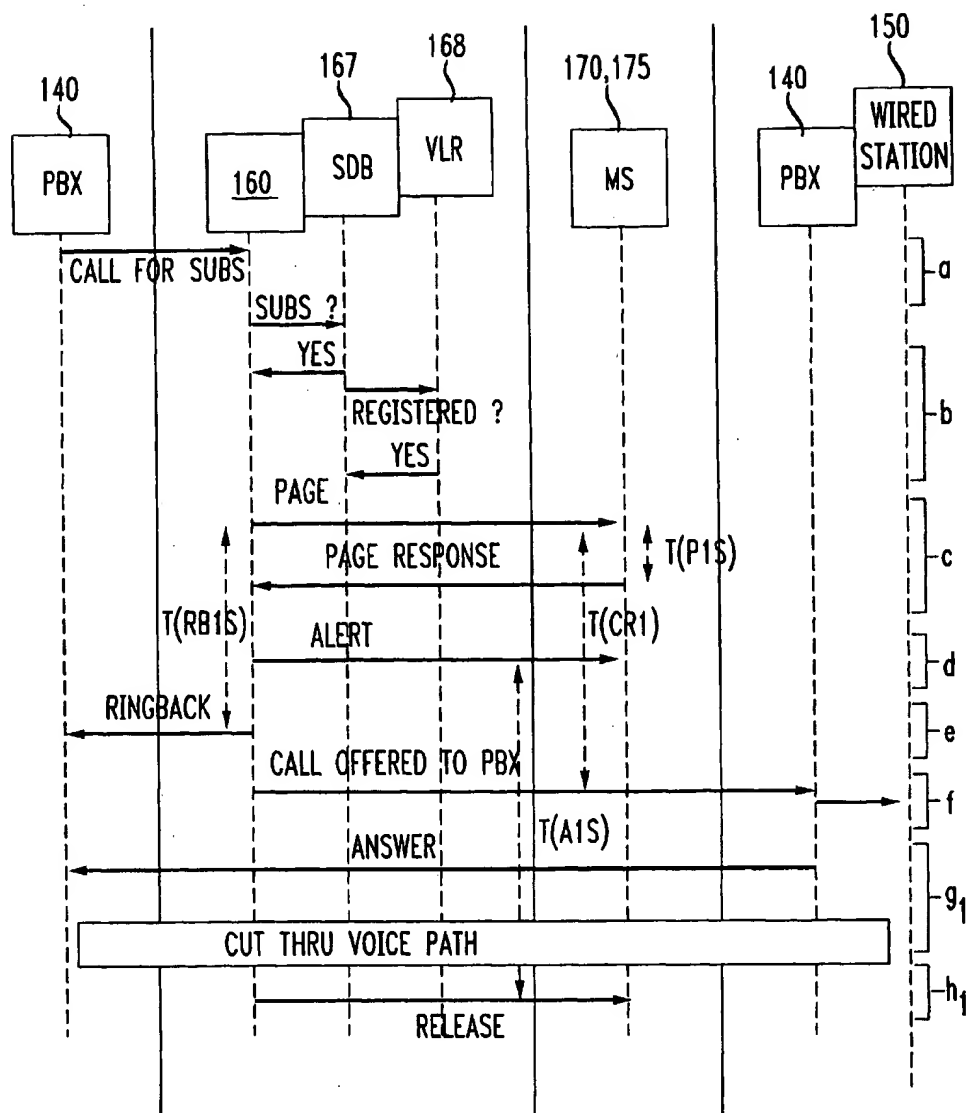 150
168
167
170,175
140
140
WIRED
STATION
VLR
SDB
PBX
160
MS
PBX
CALL FOR SUBS
a
SUBS ?
YES
REGISTERED ?
b
YES
PAGE
PAGE RESPONSE
T(P1S)
c
T(RB1S)
T(CR1)
ALERT
d
RINGBACK
e
CALL OFFERED TO PBX
f
T(A1S)
ANSWER
g1
CUT THRU VOICE PATH
h1
RELEASE